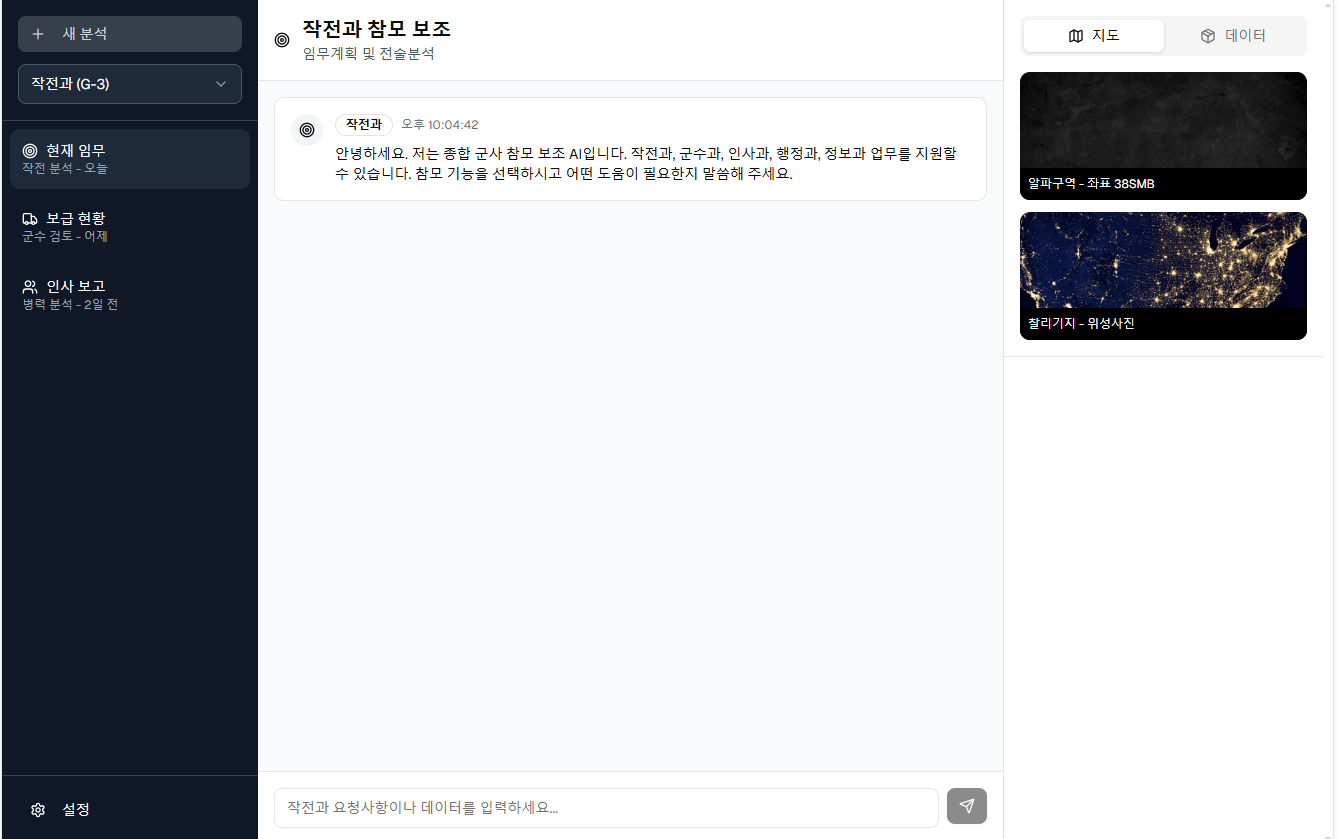 새 분석
작전과 (G-3)
현재 임무
작전 분석 - 오늘
보급 현황
군수 검토 - 어제
인사 보고
병력 분석 - 2일 전
설정
작전과 참모 보조
임무계획 및 전술분석
작전과 오후 10:04:42
안녕하세요. 저는 종합 군사 참모 보조 AI입니다. 작전과, 군수과, 인사과, 행정과, 정보과 업무를 지원할
수 있습니다. 참모 기능을 선택하시고 어떤 도움이 필요한지 말씀해 주세요.
작전과 요청사항이나 데이터를 입력하세요...
지도 데이터
알파구역 - 좌표 38SMB
찰리기지 - 위성사진